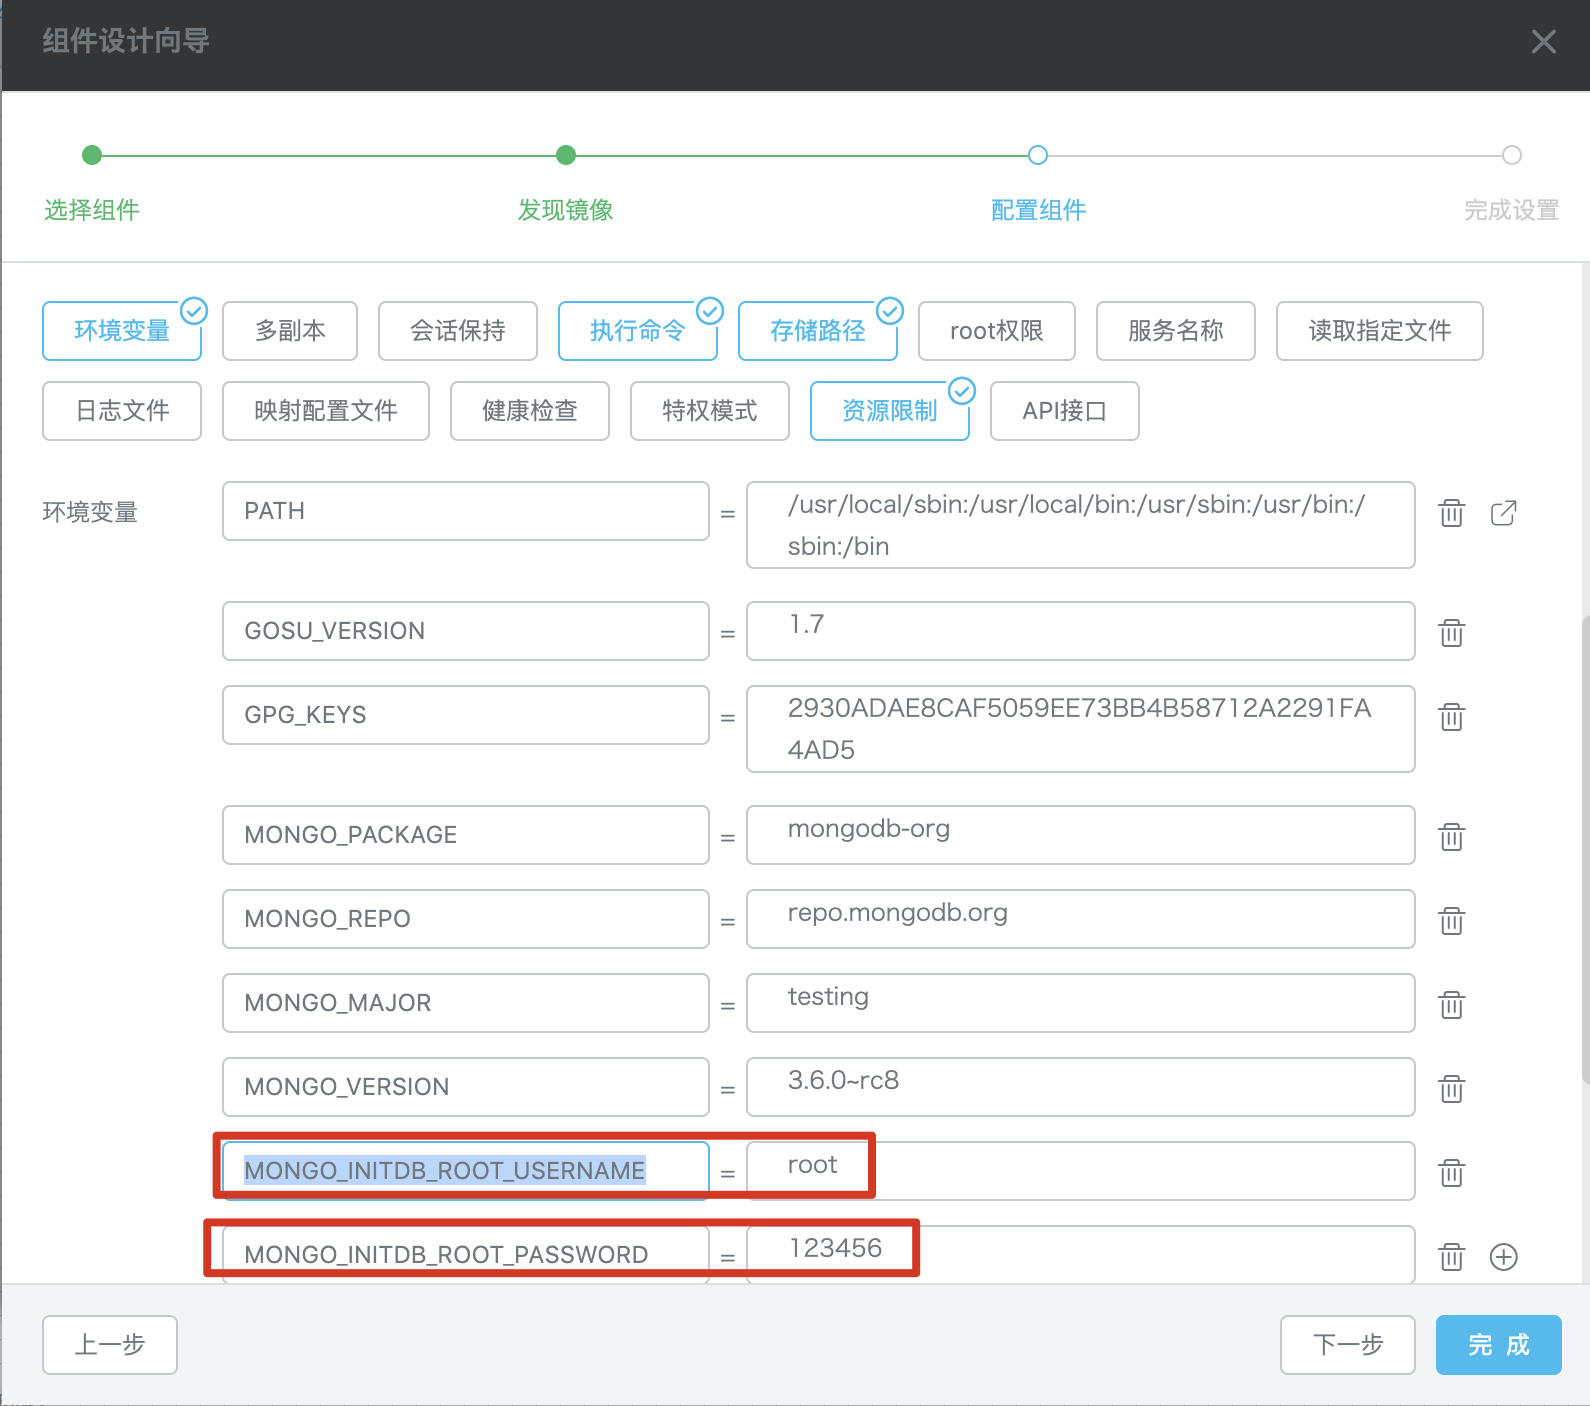 组件设计向导
选择组件
发现镜像
配置组件
完成设置
环境变量
多副本
会话保持
执行命令
存储路径
root权限
服务名称
读取指定文件
日志文件
映射配置文件
健康检查
特权模式
资源限制
API接口
环境变量
PATH = /usr/local/sbin:/usr/local/bin:/usr/sbin:/usr/bin:/
sbin:/bin
GOSU_VERSION = 1.7
GPG_KEYS = 2930ADAE8CAF5059EE73BB4B58712A2291FA
4AD5
MONGO_PACKAGE = mongodb-org
MONGO_REPO = repo.mongodb.org
MONGO_MAJOR = testing
MONGO_VERSION = 3.6.0~rc8
MONGO_INITDB_ROOT_USERNAME = root
MONGO_INITDB_ROOT_PASSWORD = 123456
上一步
下一步
完 成